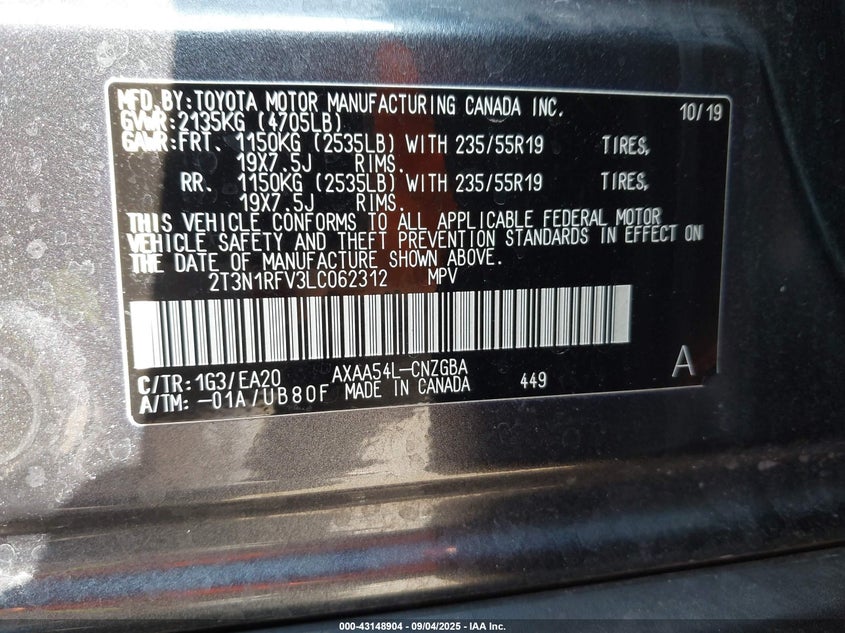 MFD. BY: TOYOTA MOTOR MANUFACTURING CANADA INC. 10/19
GVWR: 2135KG (4705LB)
GAWR: FRT. 1150KG (2535LB) WITH 235/55R19 TIRES,
19X7.5J RIMS.
RR. 1150KG (2535LB) WITH 235/55R19 TIRES,
19X7.5J RIMS.
THIS VEHICLE CONFORMS TO ALL APPLICABLE FEDERAL MOTOR
VEHICLE SAFETY AND THEFT PREVENTION STANDARDS IN EFFECT ON
THE DATE OF MANUFACTURE SHOWN ABOVE.
2T3N1RFV3LC062312 MPV
A
C/TR: 1G3/EA20 AXAA54L-CNZGBA 449
A/TM: -01A/UB80F MADE IN CANADA
000-43148904 - 09/04/2025 - IAA Inc.